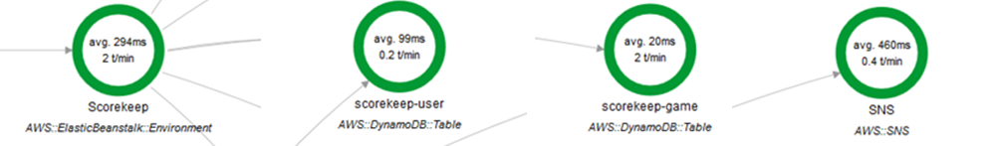 avg. 294ms
2 t/min
Scorekeep
AWS::ElasticBeanstalk::Environment
avg. 99ms
0.2 t/min
scorekeep-user
AWS::DynamoDB::Table
avg. 20ms
2 t/min
scorekeep-game
AWS::DynamoDB::Table
avg. 460ms
0.4 t/min
SNS
AWS::SNS